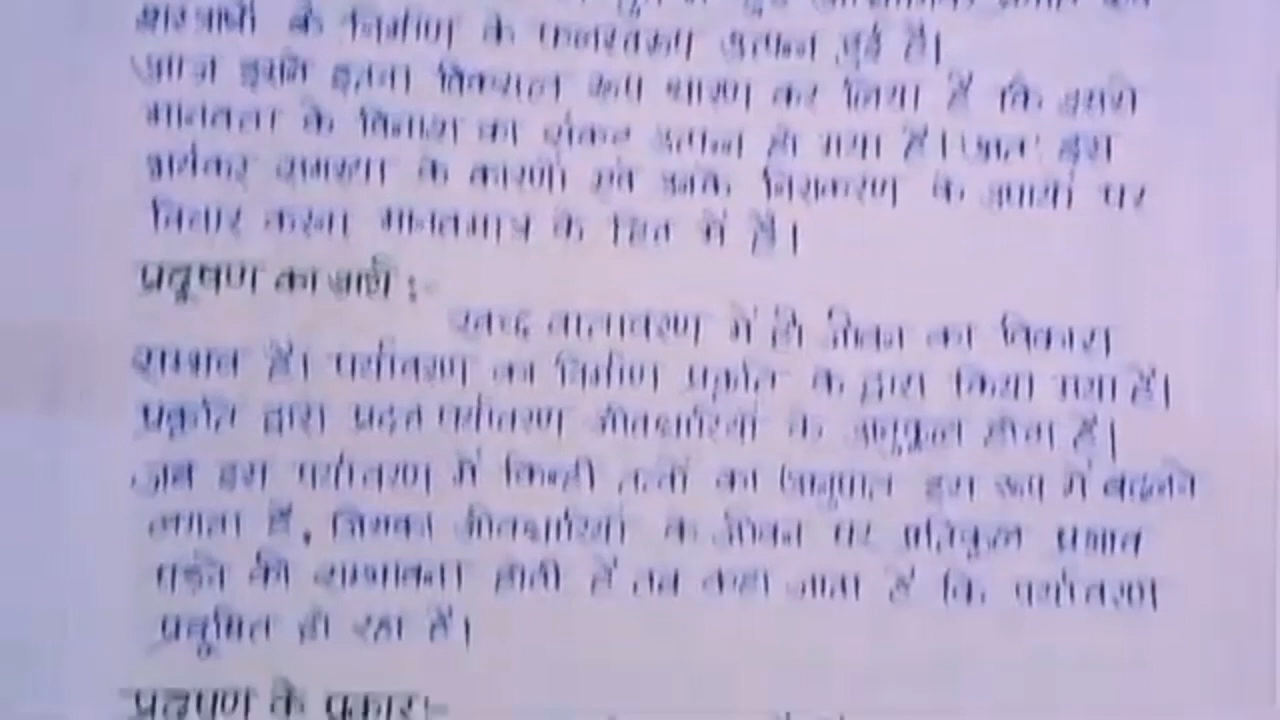 के निर्माण के फलस्वरूप उत्पन्न हुई है।
आज इसने इतना विकराल रूप धारण कर लिया है कि इससे
मानवता के विनाश का संकट उत्पन्न हो गया है। अतः इस
भयंकर समस्या के कारणों एवं उनके निराकरण के उपायों पर
विचार करना मानवमात्र के हित में है।
प्रदूषण का अर्थ :-
स्वच्छ वातावरण में ही जीवन का विकास
सम्भव है। पर्यावरण का निर्माण प्रकृति के द्वारा किया गया है।
प्रकृति द्वारा प्रदत्त पर्यावरण जीवधारियों के अनुकूल होता है।
जब इस पर्यावरण में किन्हीं तत्वों का अनुपात इस रूप में बदलने
लगता है, जिसका जीवधारियों के जीवन पर प्रतिकूल प्रभाव
पड़ने की सम्भावना होती है तब कहा जाता है कि पर्यावरण
प्रदूषित हो रहा है।
प्रदूषण के प्रकार:-